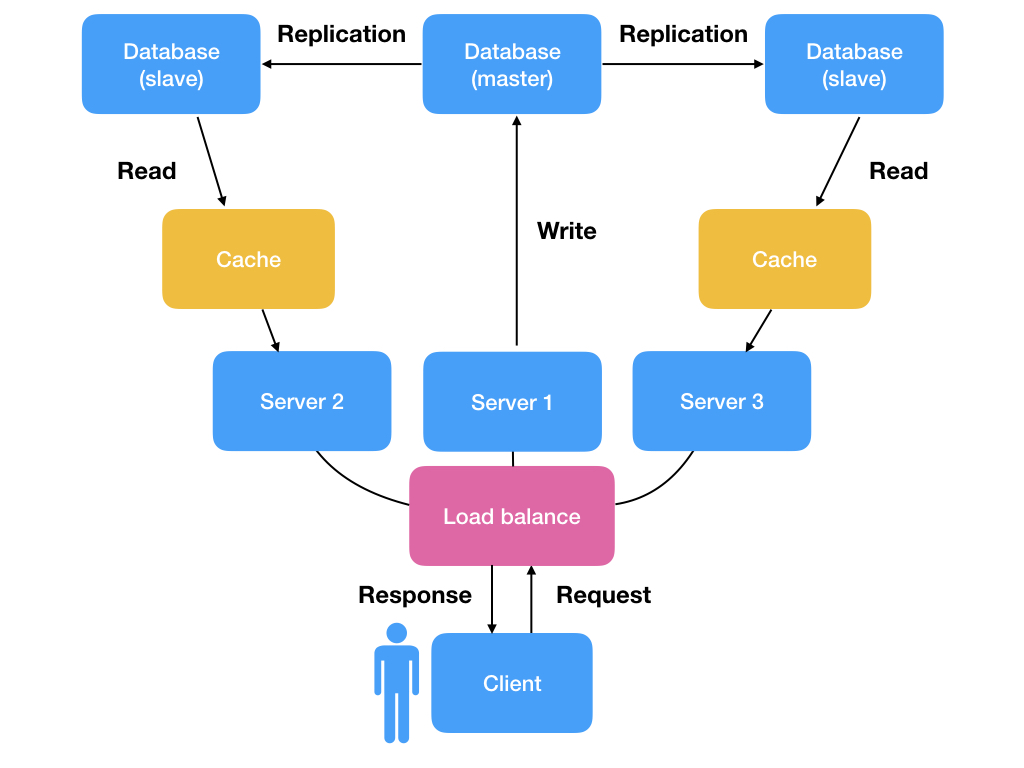 Database
(slave)
Replication
Database
(master)
Replication
Database
(slave)
Read
Read
Write
Cache
Cache
Server 2
Server 1
Server 3
Load balance
Response
Request
Client